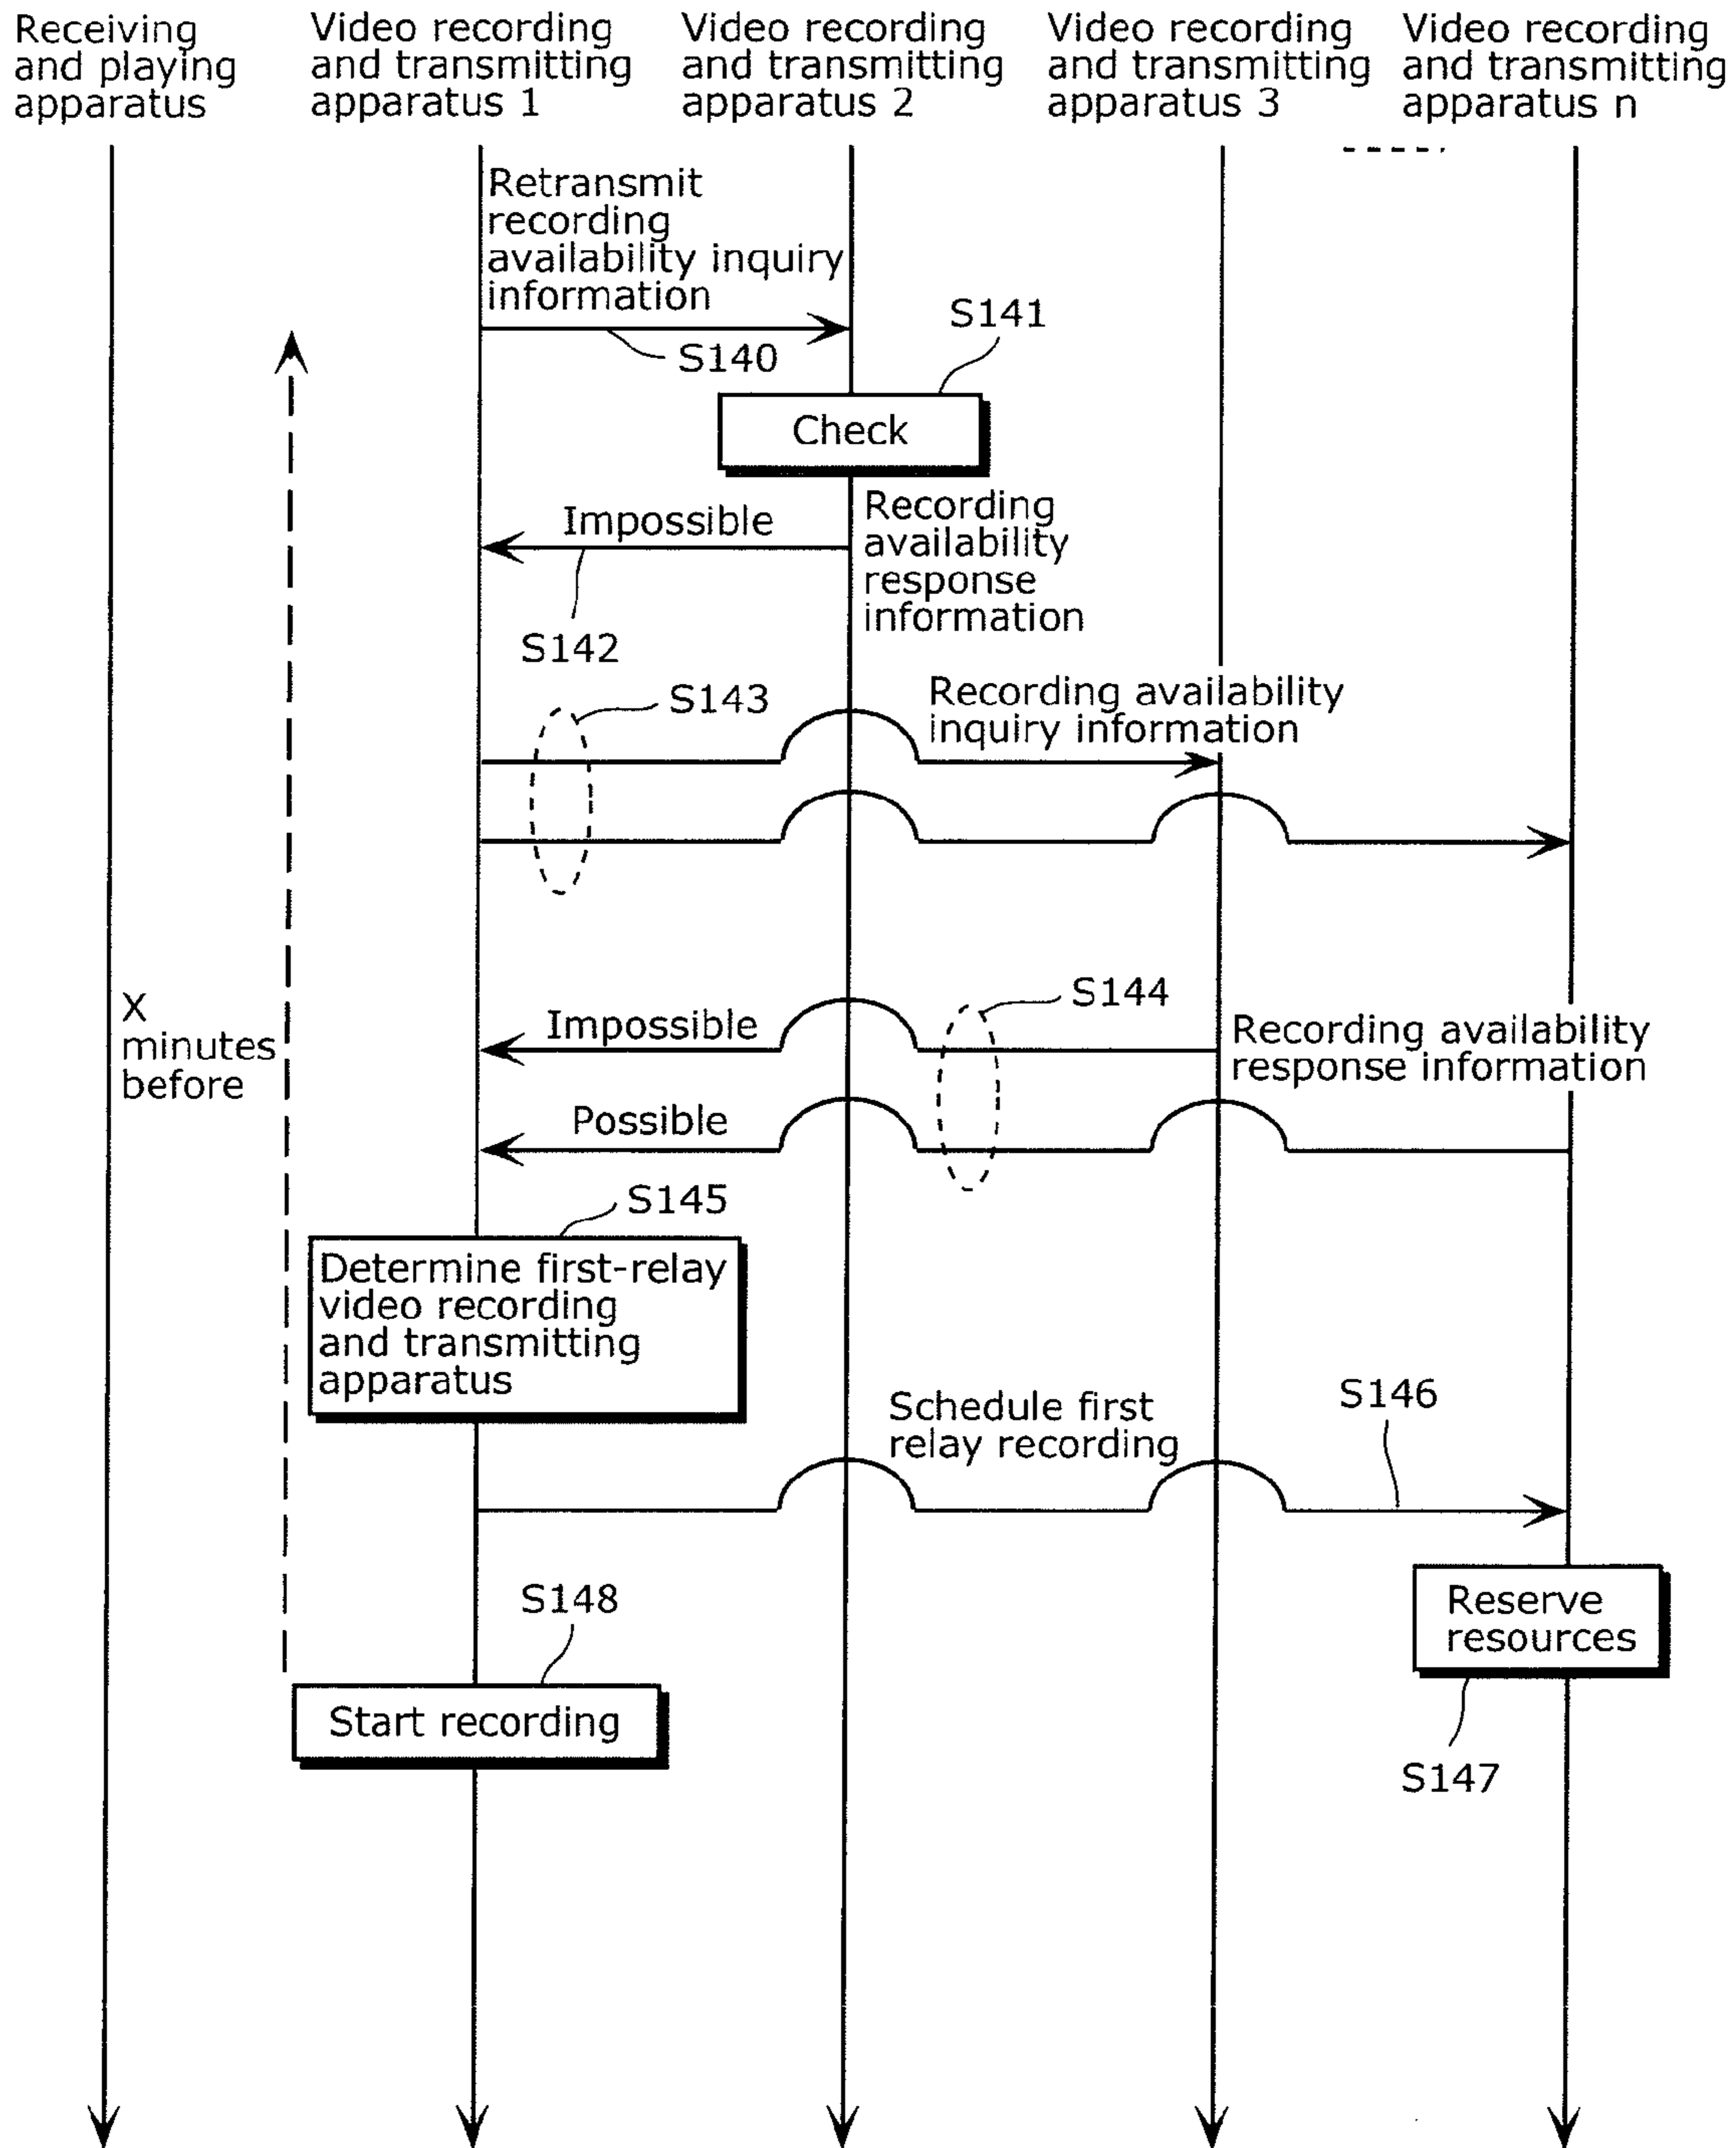 Receiving
and playing
apparatus
Video recording
and transmitting
apparatus 1
Video recording
and transmitting
apparatus 2
Video recording
and transmitting
apparatus 3
Video recording
and transmitting
apparatus n
Retransmit
recording
availability inquiry
information
S140
S141
Check
Impossible
Recording
availability
response
information
S142
S143
Recording availability
inquiry information
X
minutes
before
S144
Impossible
Recording availability
response information
Possible
S145
Determine first-relay
video recording
and transmitting
apparatus
Schedule first
relay recording
S146
Reserve
resources
S147
S148
Start recording